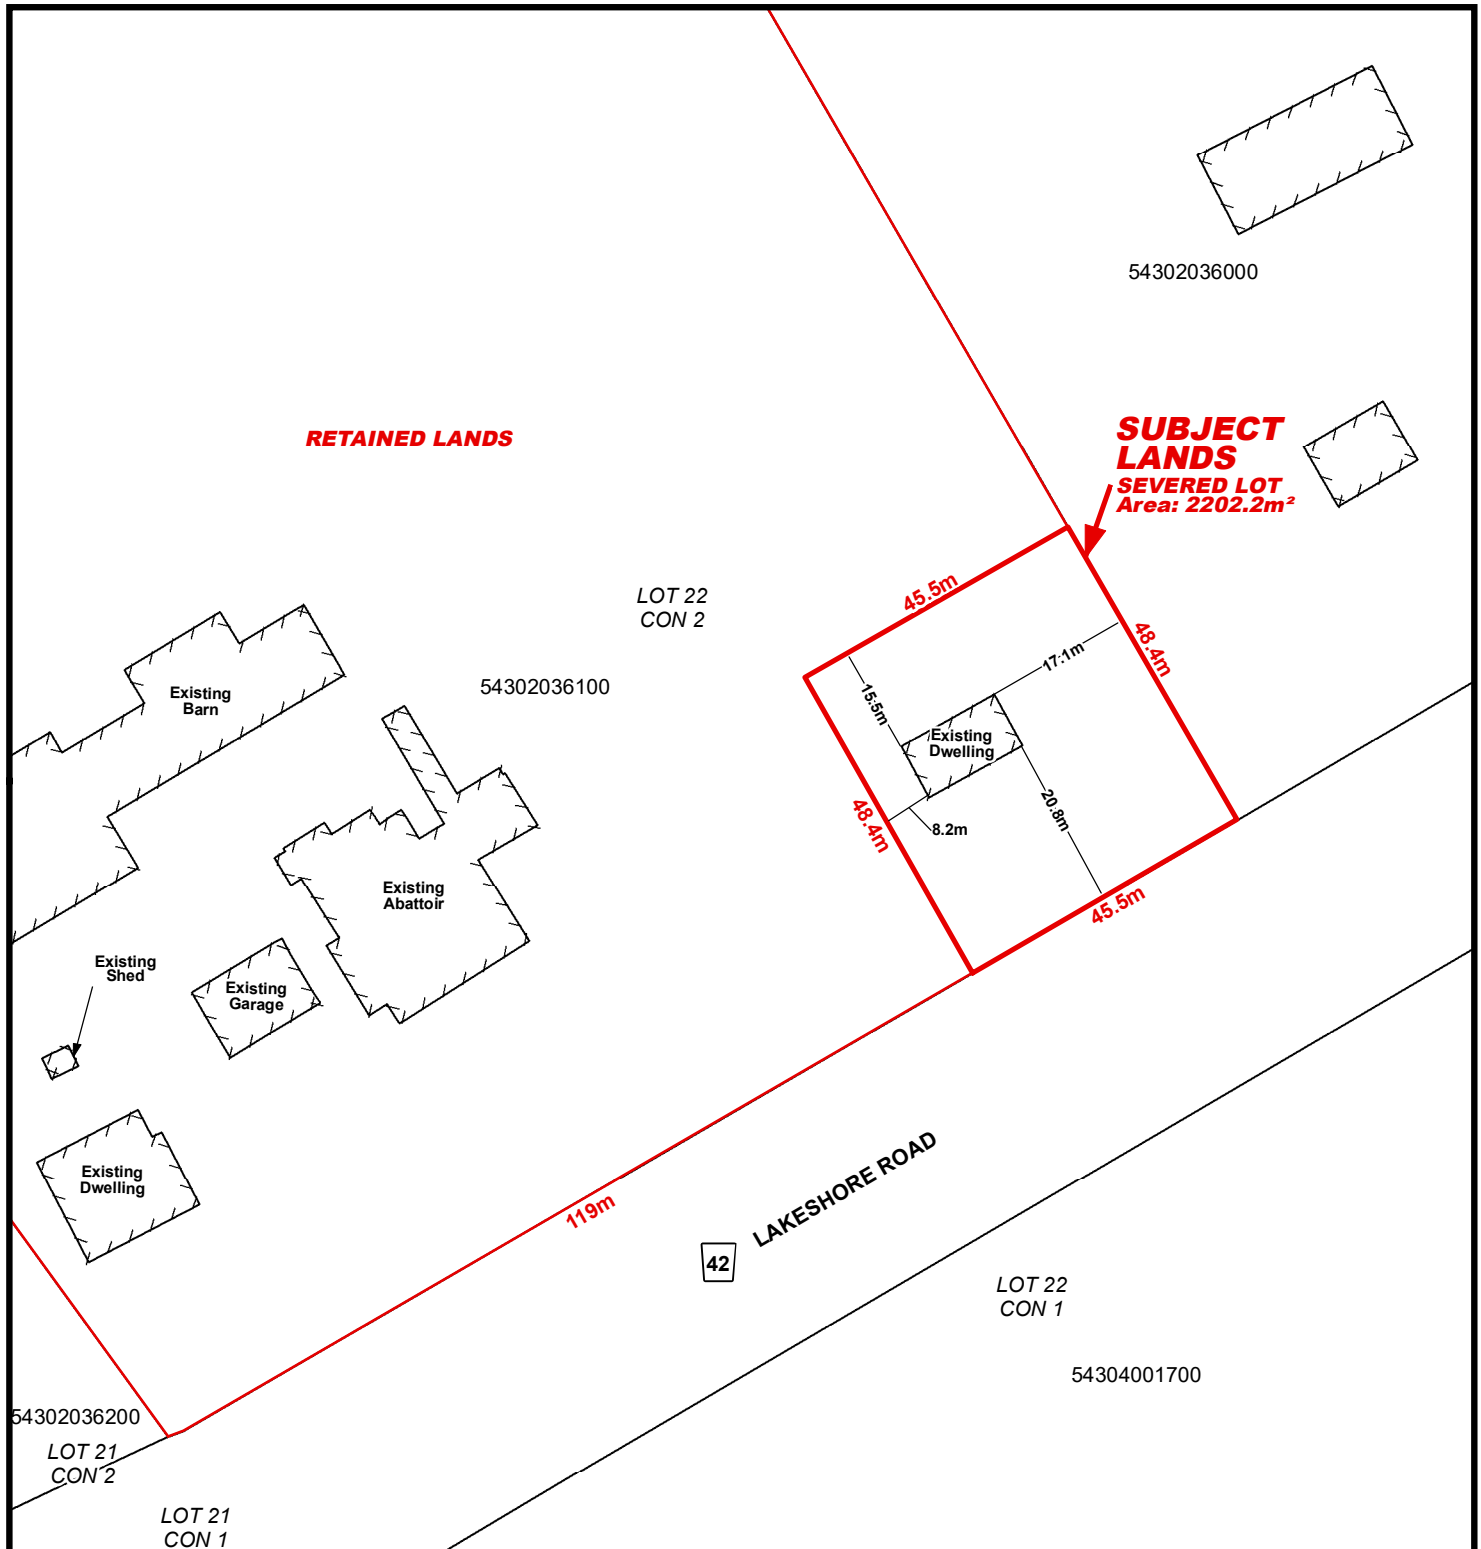 54302036000
SUBJECT
LANDS
SEVERED LOT
Area: 2202.2m²
RETAINED LANDS
LOT 22
CON 2
54302036100
45.5m
48.4m
17.1m
15.5m
Existing
Dwelling
20.8m
8.2m
48.4m
45.5m
Existing
Barn
Existing
Abattoir
Existing
Shed
Existing
Garage
Existing
Dwelling
119m
LAKESHORE ROAD
42
LOT 22
CON 1
54304001700
54302036200
LOT 21
CON 2
LOT 21
CON 1